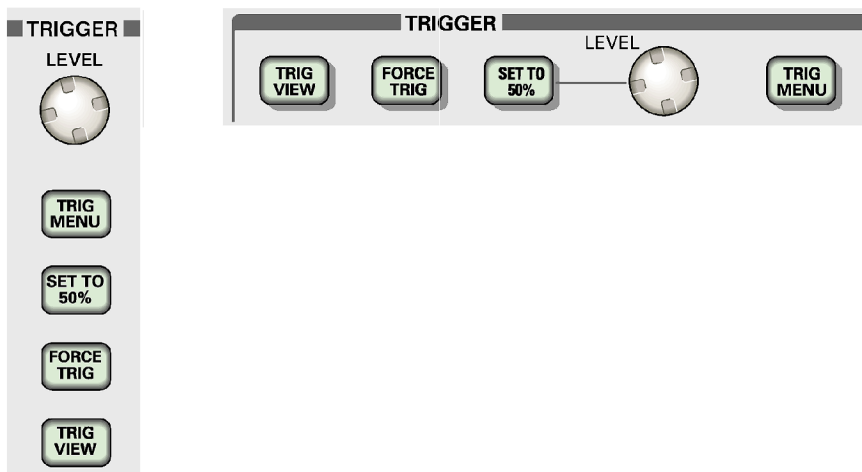 TRIGGER
LEVEL
TRIG
MENU
SET TO
50%
FORCE
TRIG
TRIG
VIEW
TRIGGER
TRIG
VIEW
FORCE
TRIG
SET TO
50%
LEVEL
TRIG
MENU